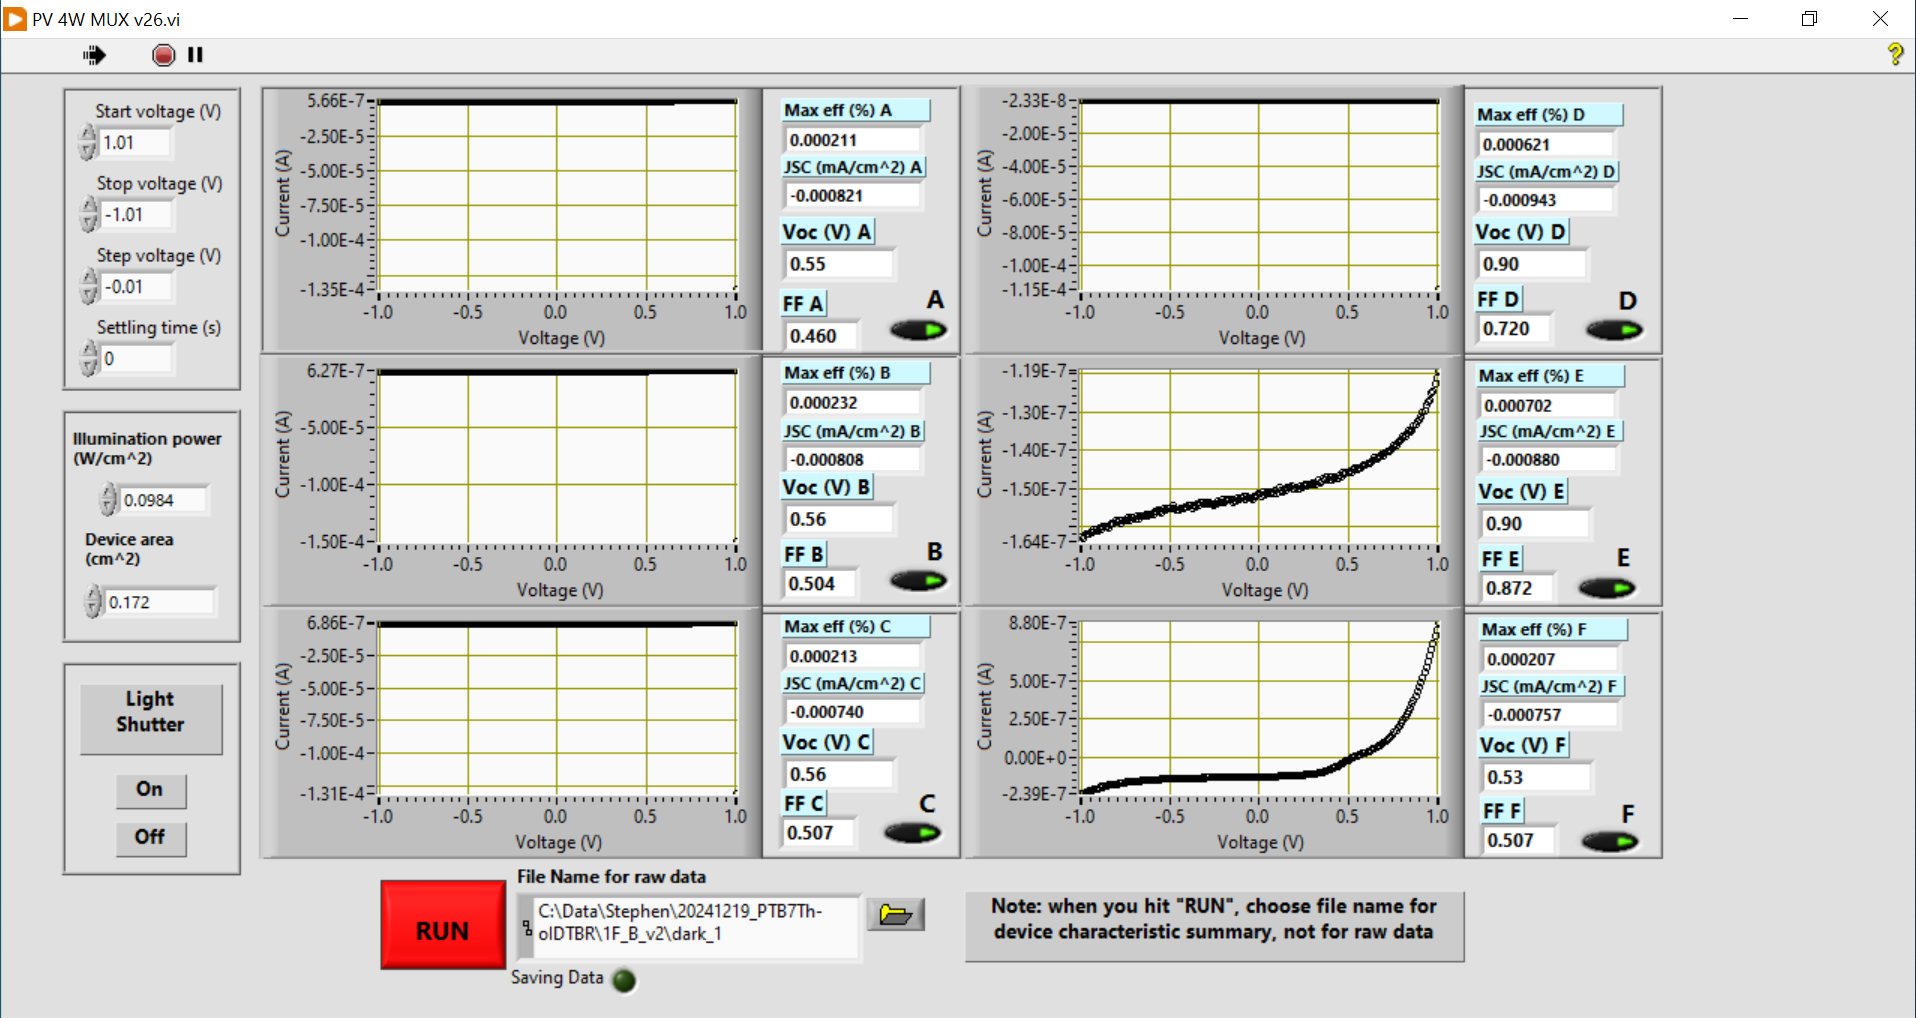 PV 4W MUX v26.vi
Start voltage (V)
1.01
Stop voltage (V)
-1.01
Step voltage (V)
-0.01
Settling time (s)
0
Illumination power
(W/cm^2)
0.0984
Device area
(cm^2)
0.172
Light
Shutter
On
Off
Current (A)
5.66E-7
-2.50E-5
-5.00E-5
-7.50E-5
-1.00E-4
-1.35E-4
-1.0 -0.5 0.0 0.5 1.0
Voltage (V)
Max eff (%) A
0.000211
JSC (mA/cm^2) A
-0.000821
Voc (V) A
0.55
FF A
0.460
A
Current (A)
-2.33E-8
-2.00E-5
-4.00E-5
-6.00E-5
-8.00E-5
-1.00E-4
-1.15E-4
-1.0 -0.5 0.0 0.5 1.0
Voltage (V)
Max eff (%) D
0.000621
JSC (mA/cm^2) D
-0.000943
Voc (V) D
0.90
FF D
0.720
D
Current (A)
6.27E-7
-5.00E-5
-1.00E-4
-1.50E-4
-1.0 -0.5 0.0 0.5 1.0
Voltage (V)
Max eff (%) B
0.000232
JSC (mA/cm^2) B
-0.000808
Voc (V) B
0.56
FF B
0.504
B
Current (A)
-1.19E-7
-1.30E-7
-1.40E-7
-1.50E-7
-1.64E-7
-1.0 -0.5 0.0 0.5 1.0
Voltage (V)
Max eff (%) E
0.000702
JSC (mA/cm^2) E
-0.000880
Voc (V) E
0.90
FF E
0.872
E
Current (A)
6.86E-7
-2.50E-5
-5.00E-5
-7.50E-5
-1.00E-4
-1.31E-4
-1.0 -0.5 0.0 0.5 1.0
Voltage (V)
Max eff (%) C
0.000213
JSC (mA/cm^2) C
-0.000740
Voc (V) C
0.56
FF C
0.507
C
Current (A)
8.80E-7
5.00E-7
2.50E-7
0.00E+0
-2.39E-7
-1.0 -0.5 0.0 0.5 1.0
Voltage (V)
Max eff (%) F
0.000207
JSC (mA/cm^2) F
-0.000757
Voc (V) F
0.53
FF F
0.507
F
RUN
File Name for raw data
C:\Data\Stephen\20241219_PTB7Th-
oIDTBR\1F_B_v2\dark_1
Saving Data
Note: when you hit "RUN", choose file name for
device characteristic summary, not for raw data